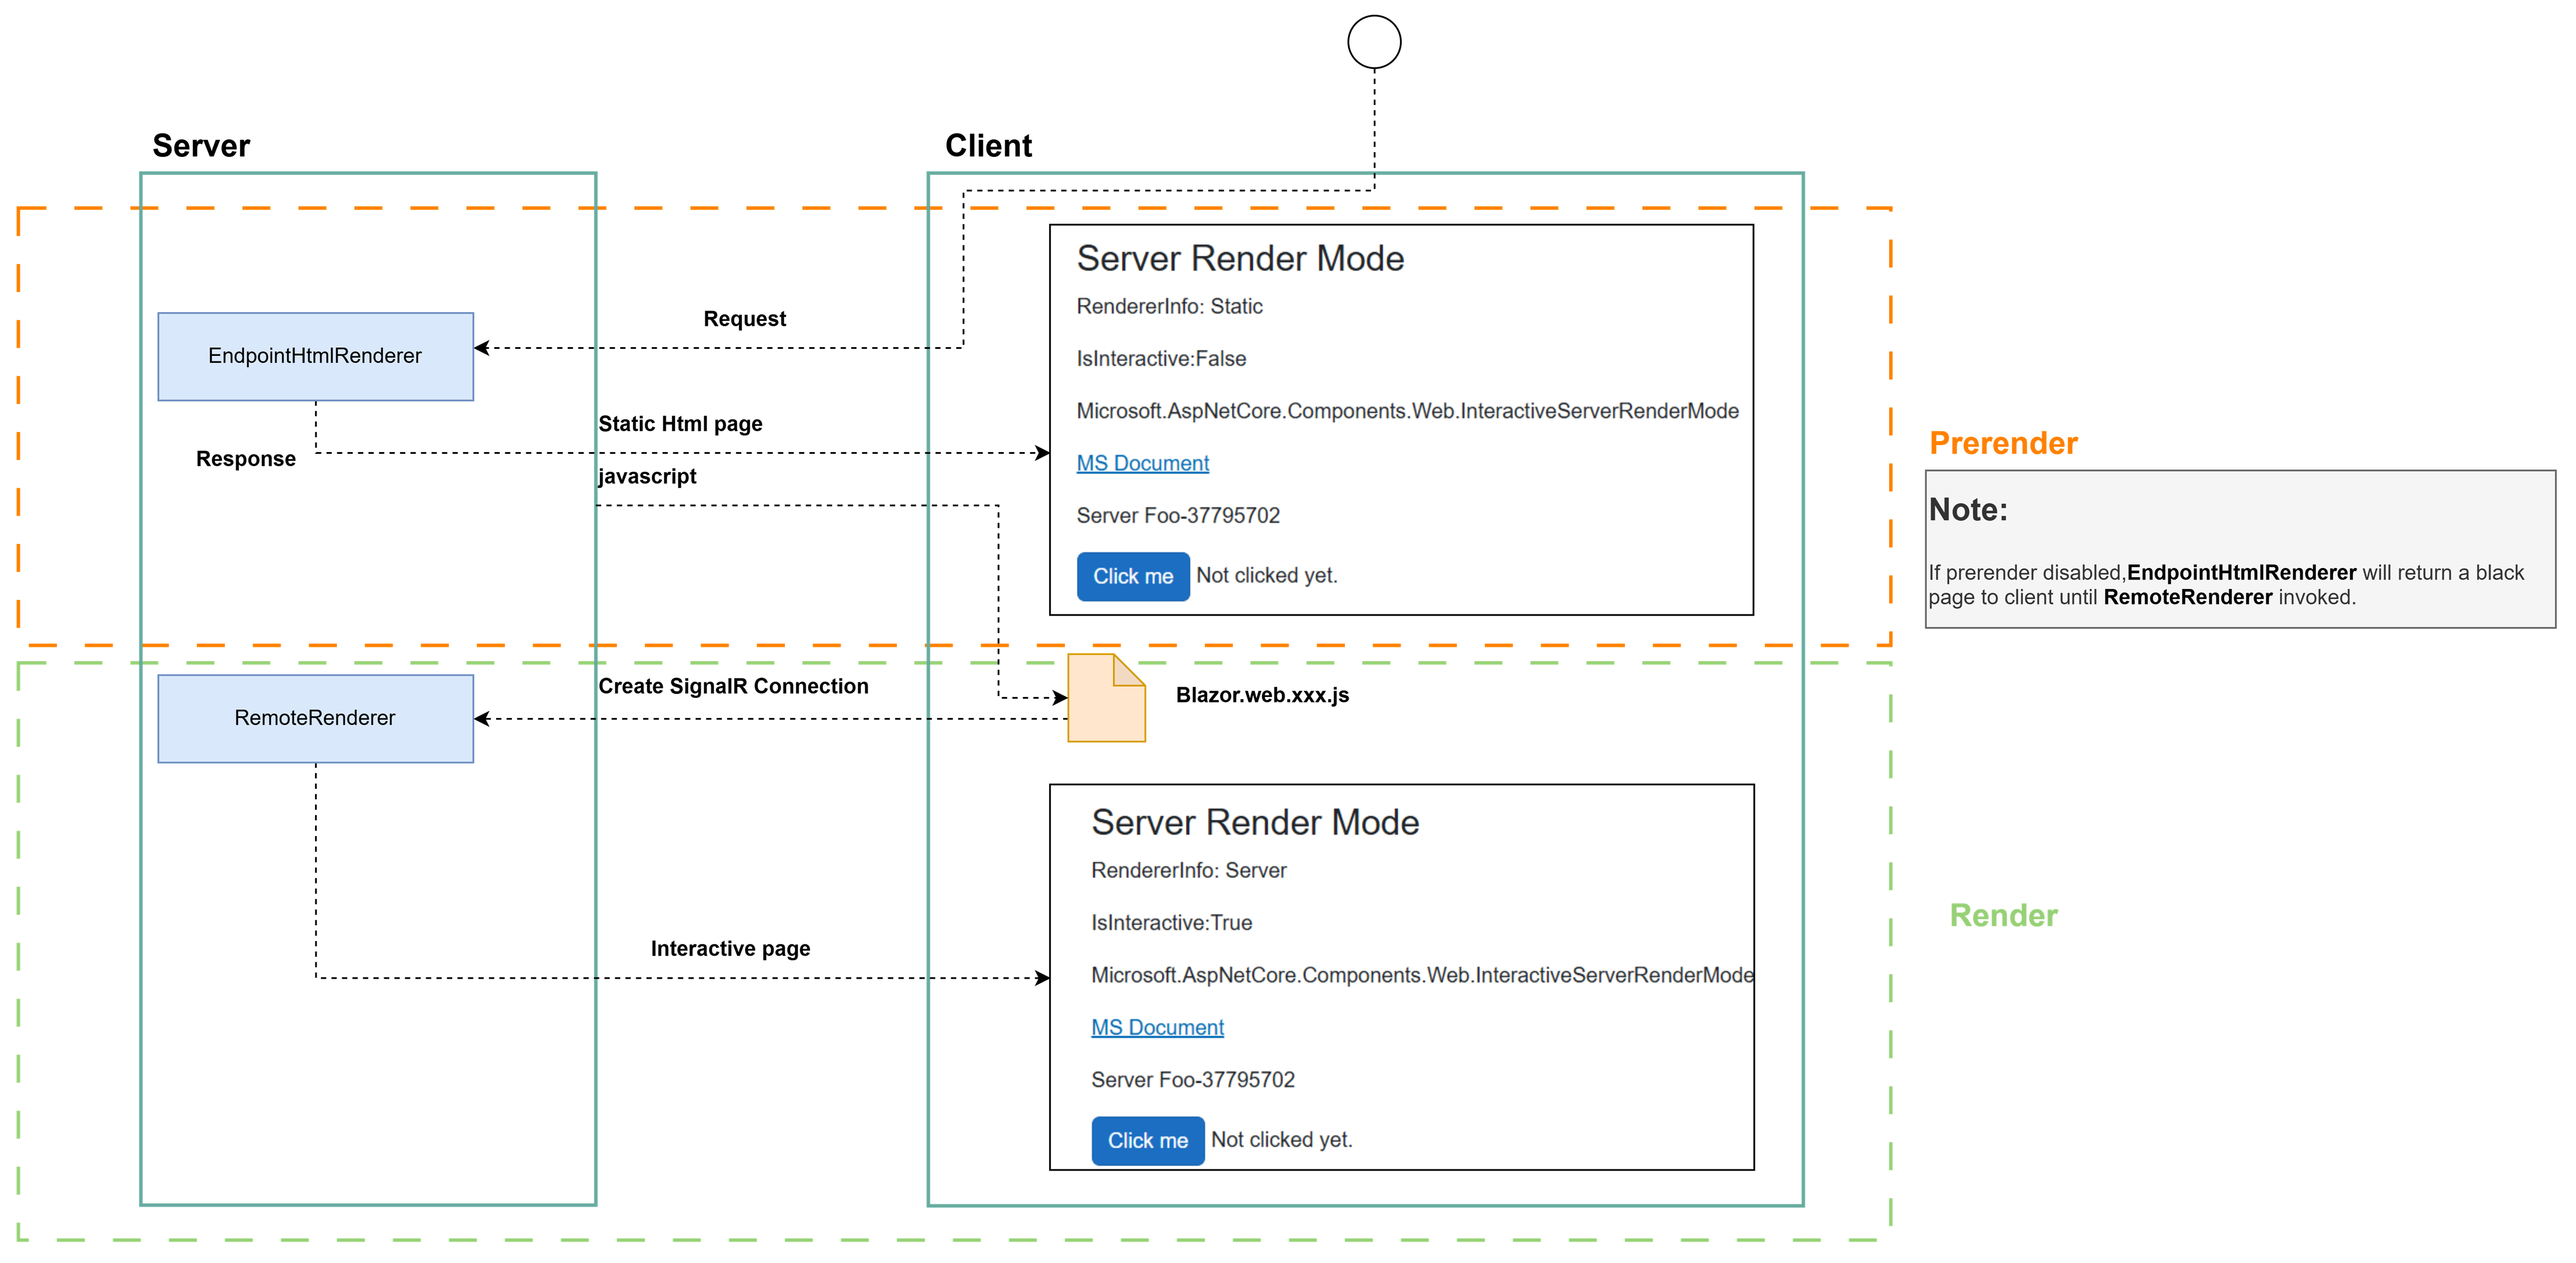 Server
Client
Server Render Mode
RendererInfo: Static
IsInteractive:False
Microsoft.AspNetCore.Components.Web.InteractiveServerRenderMode
MS Document
Server Foo-37795702
Click me Not clicked yet.
Request
EndpointHtmlRenderer
Static Html page
Response
javascript
Prerender
Note:
If prerender disabled,EndpointHtmlRenderer will return a black
page to client until RemoteRenderer invoked.
Create SignalR Connection
RemoteRenderer
Blazor.web.xxx.js
Server Render Mode
RendererInfo: Server
IsInteractive:True
Microsoft.AspNetCore.Components.Web.InteractiveServerRenderMode
MS Document
Server Foo-37795702
Click me Not clicked yet.
Interactive page
Render